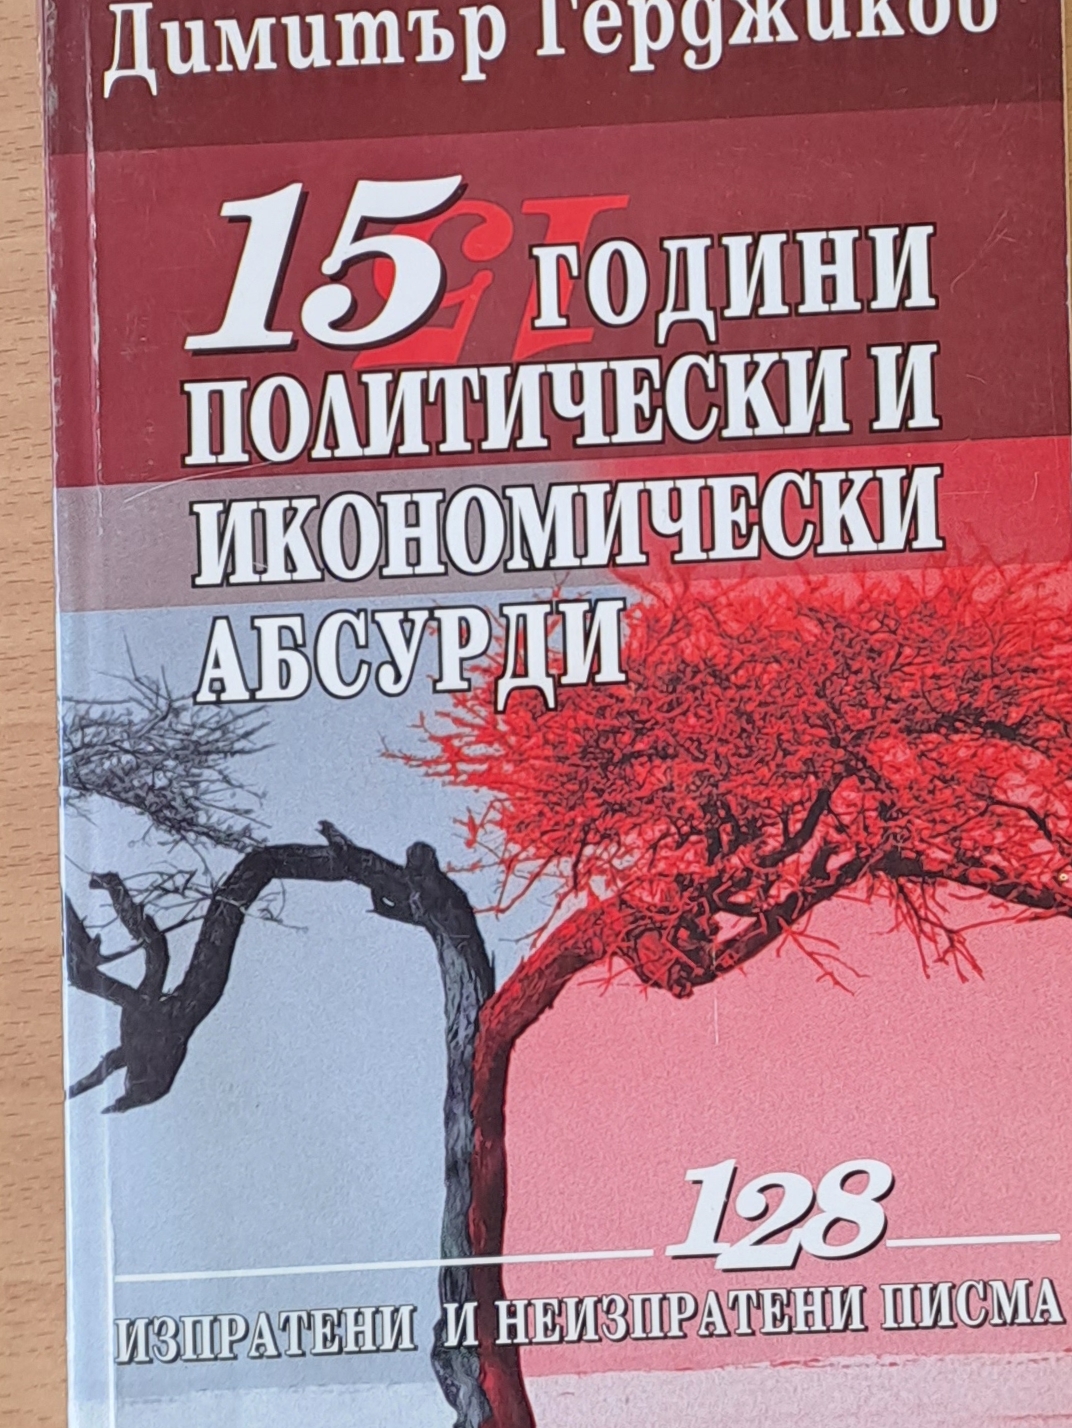 Димитър Герджиков
15 ГОДИНИ
ПОЛИТИЧЕСКИ И
ИКОНОМИЧЕСКИ
АБСУРДИ
128
ИЗПРАТЕНИ И НЕИЗПРАТЕНИ ПИСМА